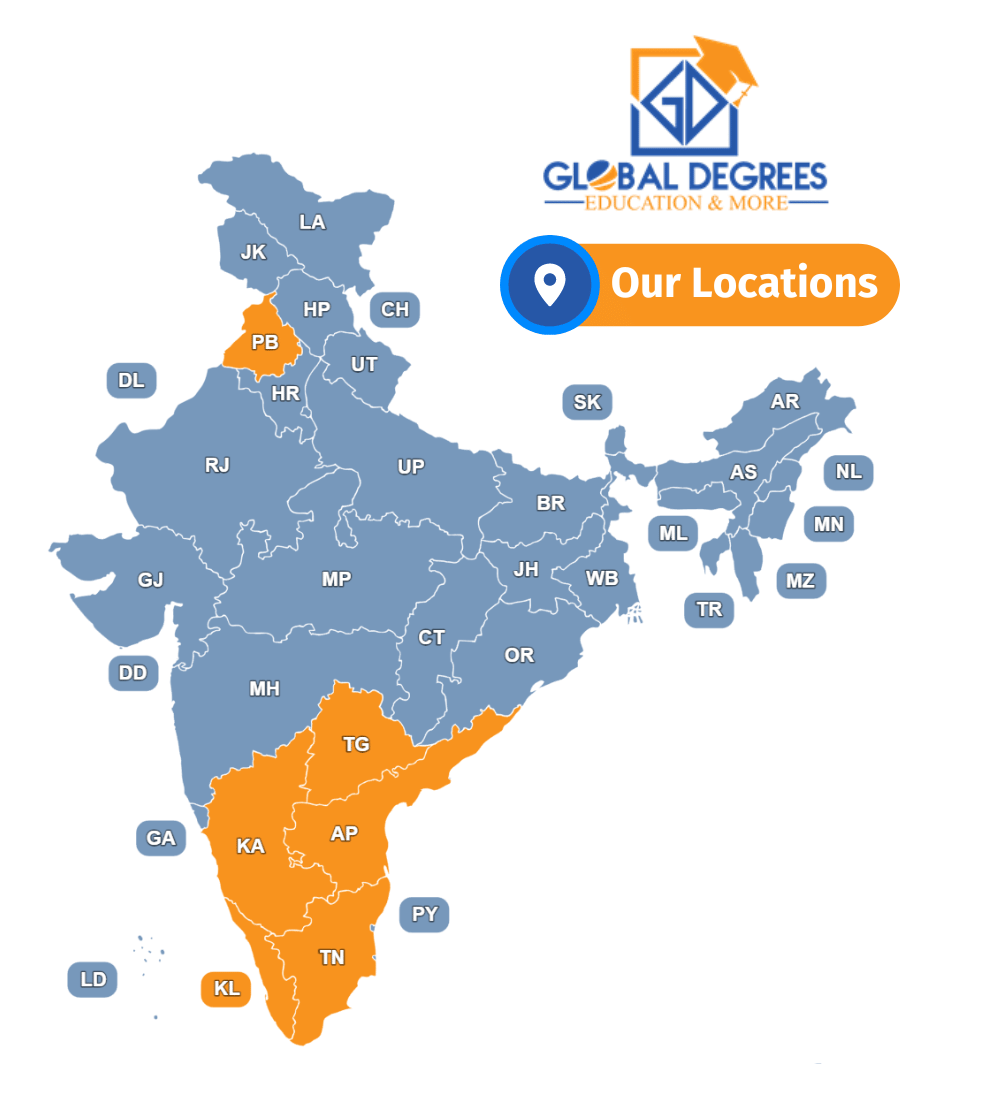 GD
GLOBAL DEGREES
EDUCATION & MORE
Our Locations
LA
JK
HP
CH
PB
UT
DL
HR
SK
AR
RJ
UP
AS
NL
BR
ML
MN
GJ
MP
JH
WB
MZ
TR
CT
OR
DD
MH
TG
GA
KA
AP
PY
TN
LD
KL